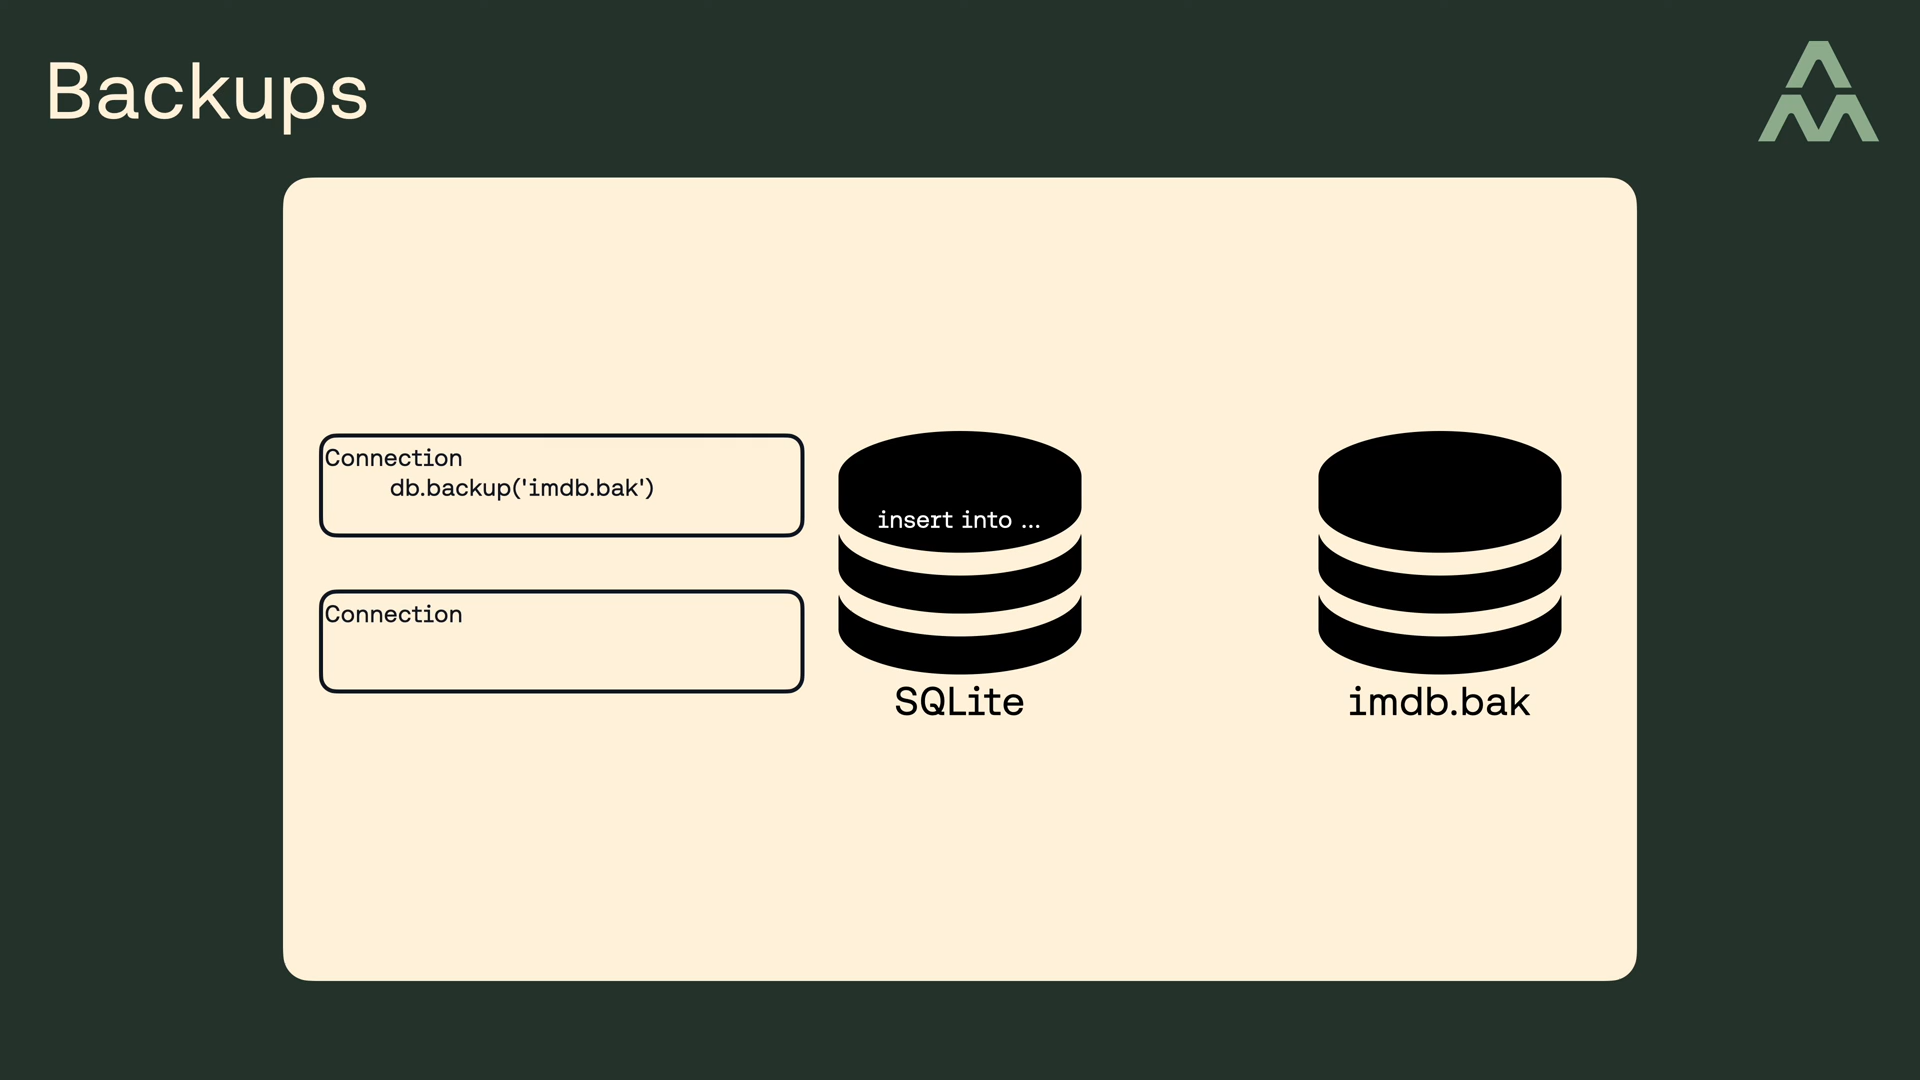 Backups
Connection
db.backup('imdb.bak')
Connection
insert into ...
SQLite
imdb.bak